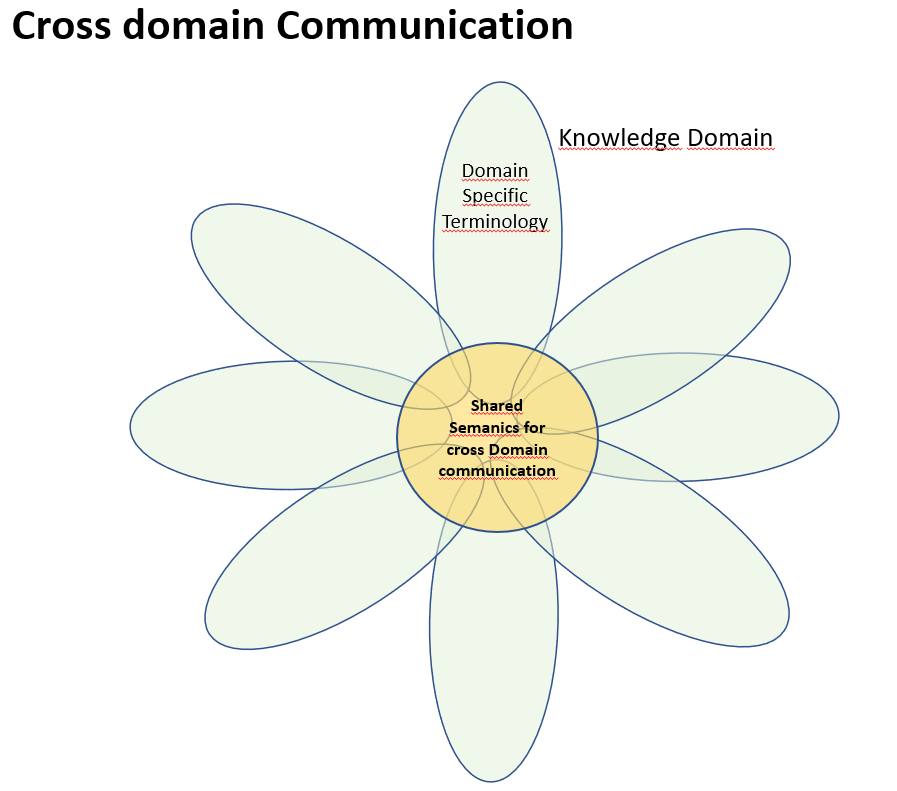 Cross domain Communication
Knowledge Domain
Domain
Specific
Terminology
Shared
Semanics for
cross Domain
communication